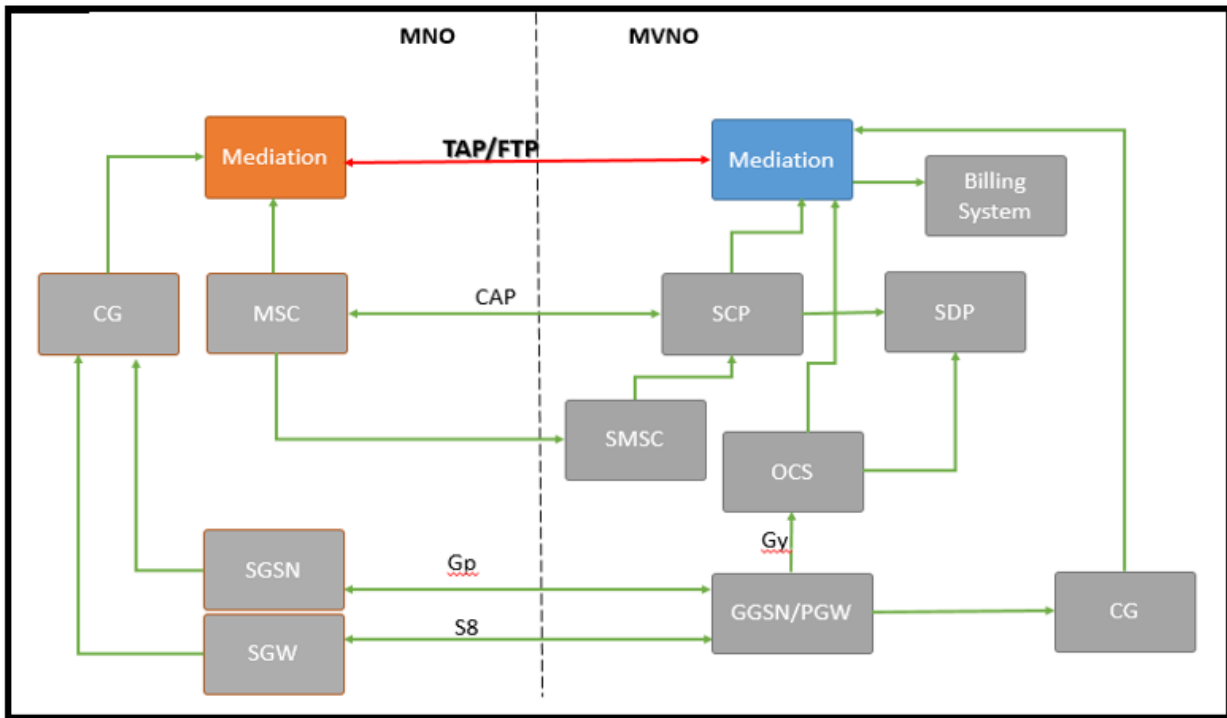 MNO
MVNO
Mediation
TAP/FTP
Mediation
Billing
System
CG
MSC
CAP
SCP
SDP
SMSC
OCS
Gy
SGSN
Gp
GGSN/PGW
CG
S8
SGW